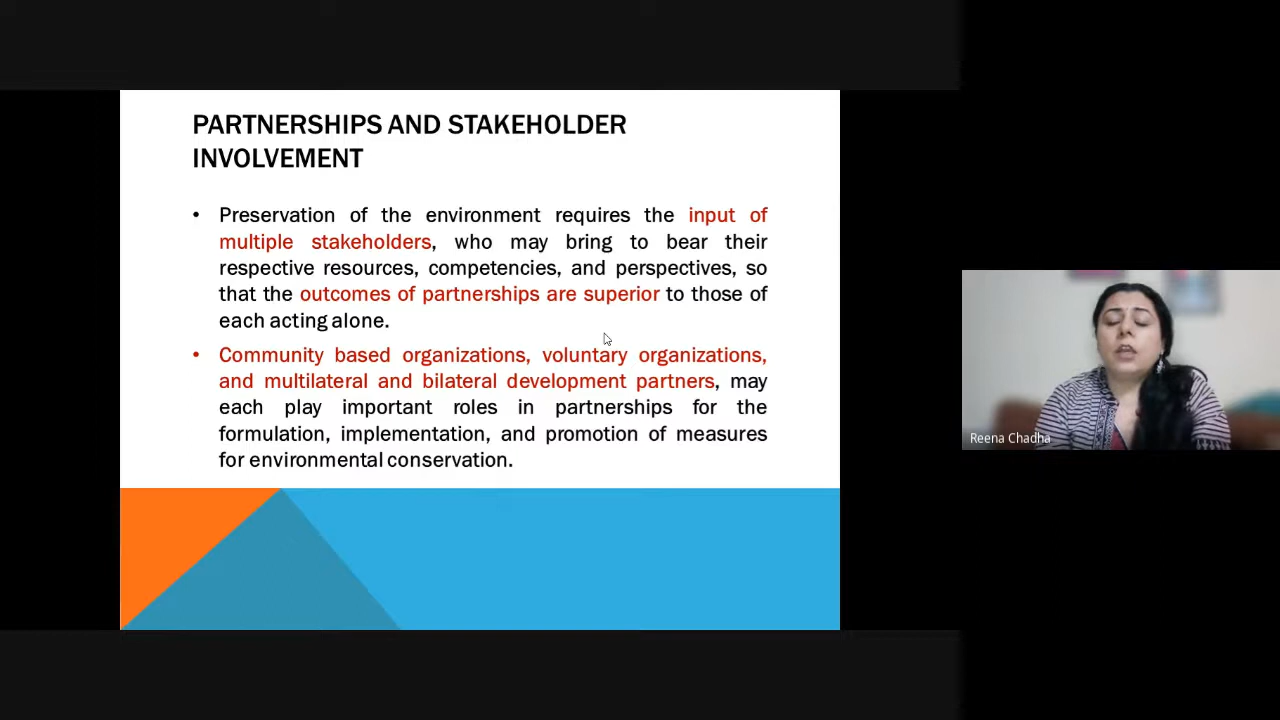 PARTNERSHIPS AND STAKEHOLDER
INVOLVEMENT
• Preservation of the environment requires the input of
multiple stakeholders, who may bring to bear their
respective resources, competencies, and perspectives, so
that the outcomes of partnerships are superior to those of
each acting alone.
• Community based organizations, voluntary organizations,
and multilateral and bilateral development partners, may
each play important roles in partnerships for the
formulation, implementation, and promotion of measures
for environmental conservation.
Reena Chadha